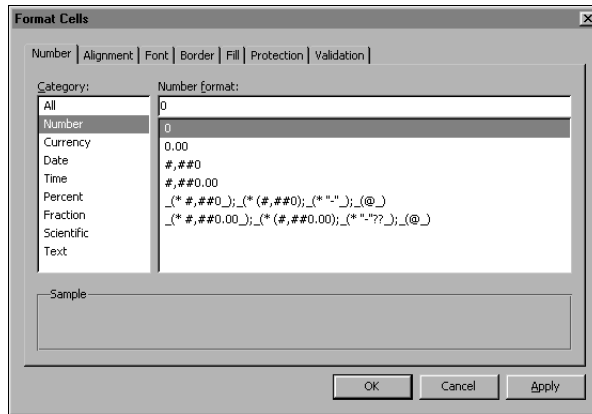 Format Cells
Number Alignment Font Border Fill Protection Validation
Category:
All
Number
Currency
Date
Time
Percent
Fraction
Scientific
Text
Number format:
0
0
0.00
#,##0
#,##0.00
_(* #,##0_);_(* (#,##0);_(* "-"_);_(@_)
_(* #,##0.00_);_(* (#,##0.00);_(* "-"??_);_(@_)
Sample
OK Cancel Apply